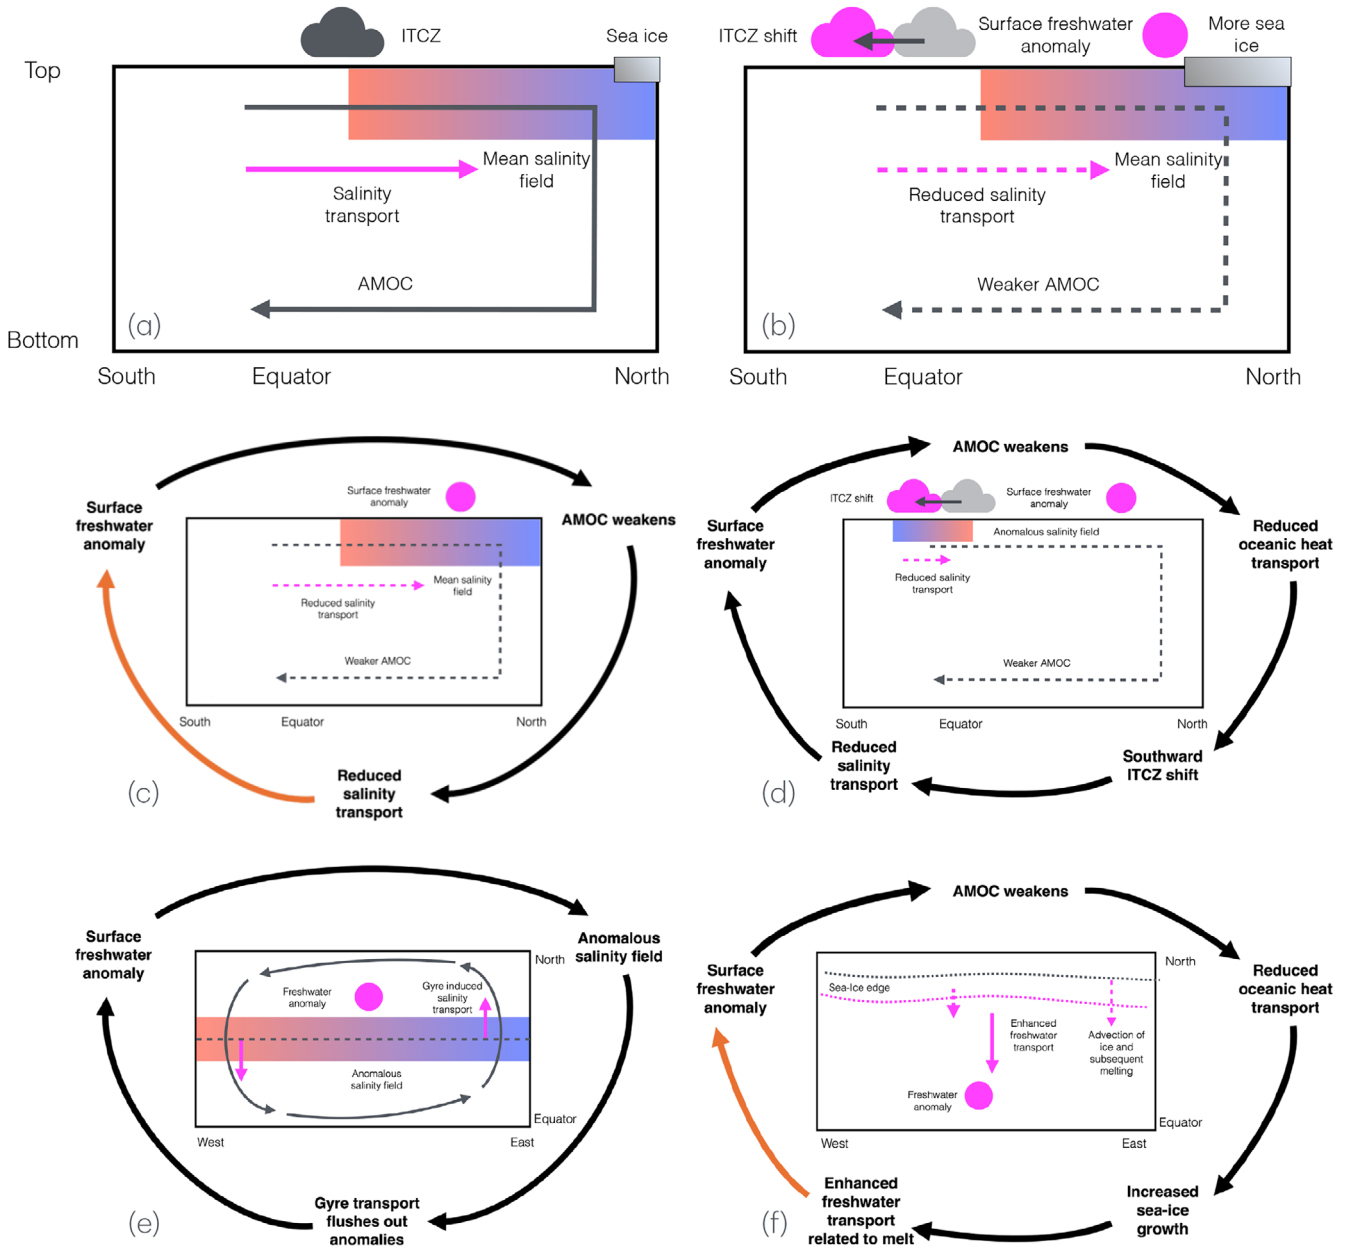 ITCZ
Sea ice
Top
Mean salinity
field
Salinity
transport
AMOC
(a)
Bottom
South
Equator
North
ITCZ shift
Surface freshwater
anomaly
More sea
ice
Mean salinity
field
Reduced salinity
transport
Weaker AMOC
(b)
South
Equator
North
Surface
freshwater
anomaly
AMOC weakens
Reduced
salinity
transport
Surface freshwater
anomaly
Mean salinity
field
Reduced salinity
transport
Weaker AMOC
South
Equator
North
(c)
AMOC weakens
Surface
freshwater
anomaly
Reduced
oceanic heat
transport
Southward
ITCZ shift
Reduced
salinity
transport
ITCZ shift
Surface freshwater
anomaly
Anomalous salinity field
Reduced salinity
transport
Weaker AMOC
South
Equator
North
(d)
Surface
freshwater
anomaly
Anomalous
salinity field
Gyre transport
flushes out
anomalies
North
Freshwater
anomaly
Gyre induced
salinity
transport
Anomalous
salinity field
Equator
West
East
(e)
AMOC weakens
Surface
freshwater
anomaly
Reduced
oceanic heat
transport
Increased
sea-ice
growth
Enhanced
freshwater
transport
related to melt
North
Sea-Ice edge
Enhanced
freshwater
transport
Advection of
ice and
subsequent
melting
Freshwater
anomaly
Equator
West
East
(f)